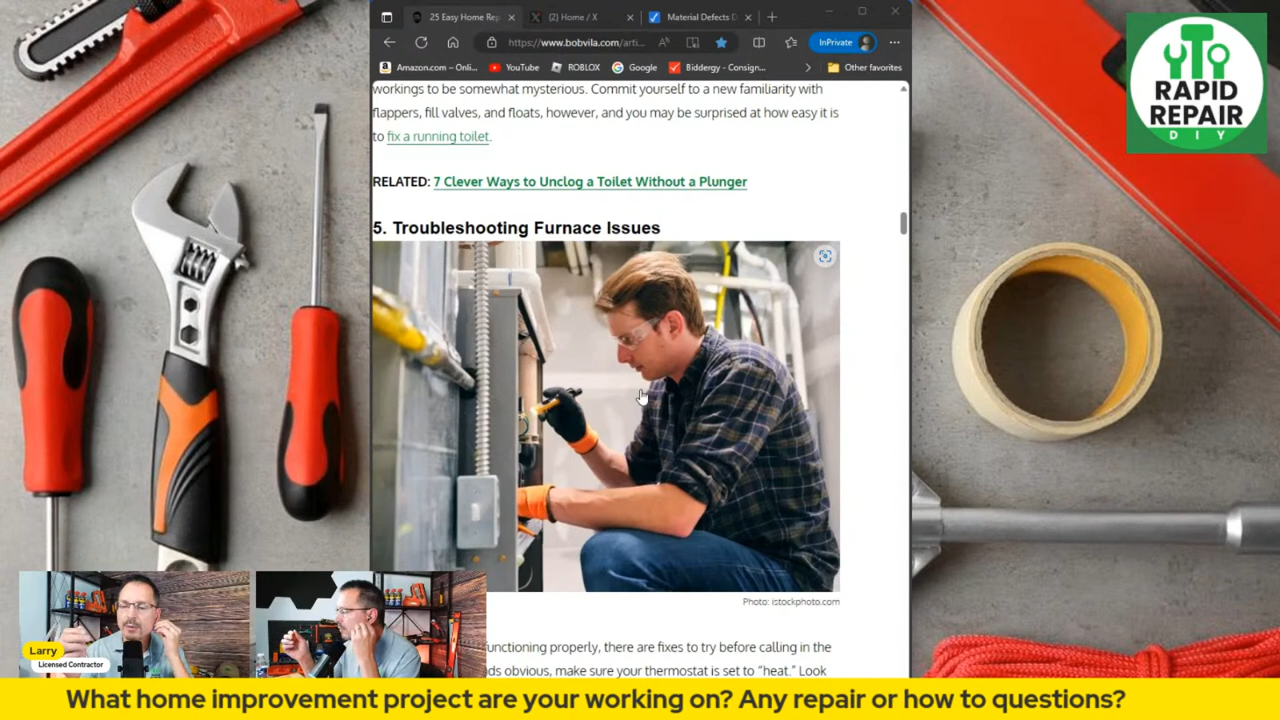 25 Easy Home Rep
(2) Home / X
Material Defects D
https://www.bobvila.com/arti...
InPrivate
Amazon.com – Onli...
YouTube
ROBLOX
Google
Biddergy - Consign...
Other favorites
workings to be somewhat mysterious. Commit yourself to a new familiarity with
flappers, fill valves, and floats, however, and you may be surprised at how easy it is
to fix a running toilet.
RELATED: 7 Clever Ways to Unclog a Toilet Without a Plunger
5. Troubleshooting Furnace Issues
Photo: istockphoto.com
functioning properly, there are fixes to try before calling in the
ds obvious, make sure your thermostat is set to “heat.” Look
RAPID
REPAIR
DIY
Larry
Licensed Contractor
What home improvement project are your working on? Any repair or how to questions?